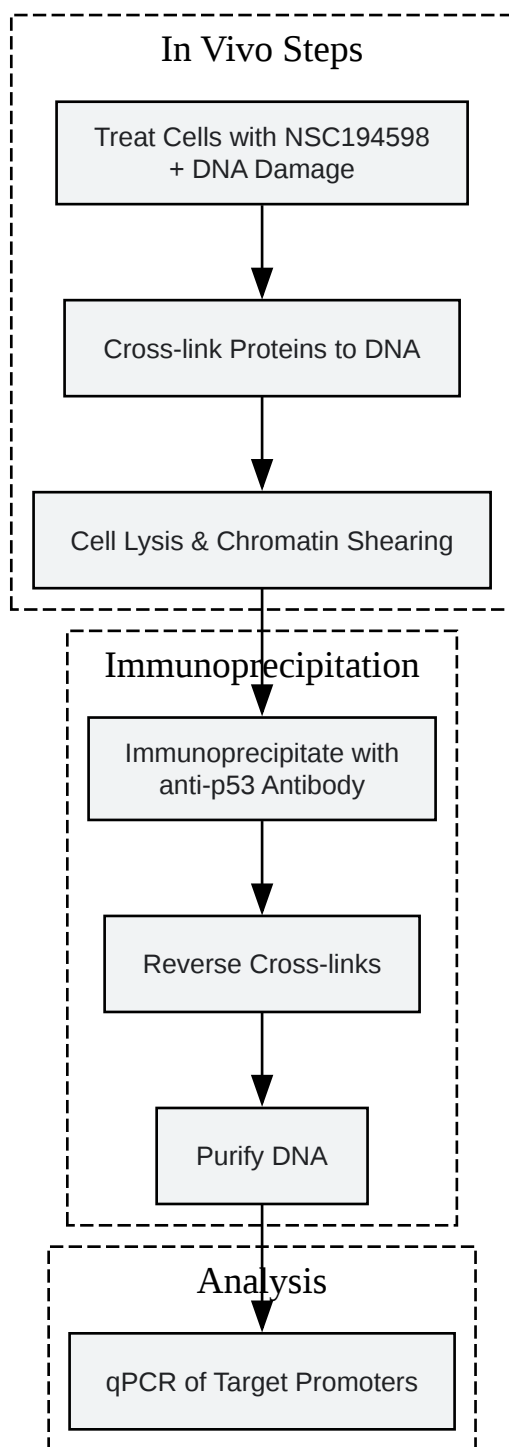 In Vivo Steps
Treat Cells with NSC194598
+ DNA Damage
Cross-link Proteins to DNA
Cell Lysis & Chromatin Shearing
Immunoprecipitation
Immunoprecipitate with
anti-p53 Antibody
Reverse Cross-links
Purify DNA
Analysis
qPCR of Target Promoters